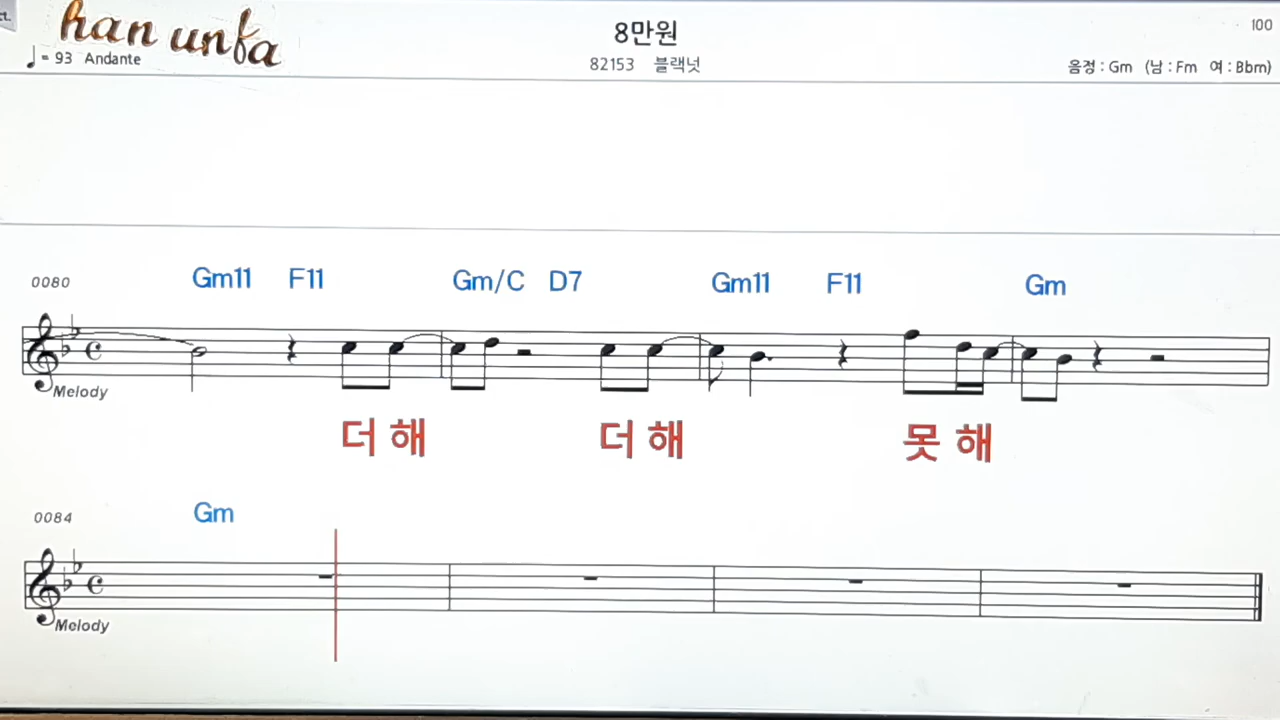 han unfa
8만원
100
♩= 93 Andante
82153 블랙넛
음정 : Gm (남 : Fm 여 : Bbm)
0080
Gm11 F11 Gm/C D7 Gm11 F11 Gm
Melody
더 해 더 해 못 해
0084
Gm
Melody